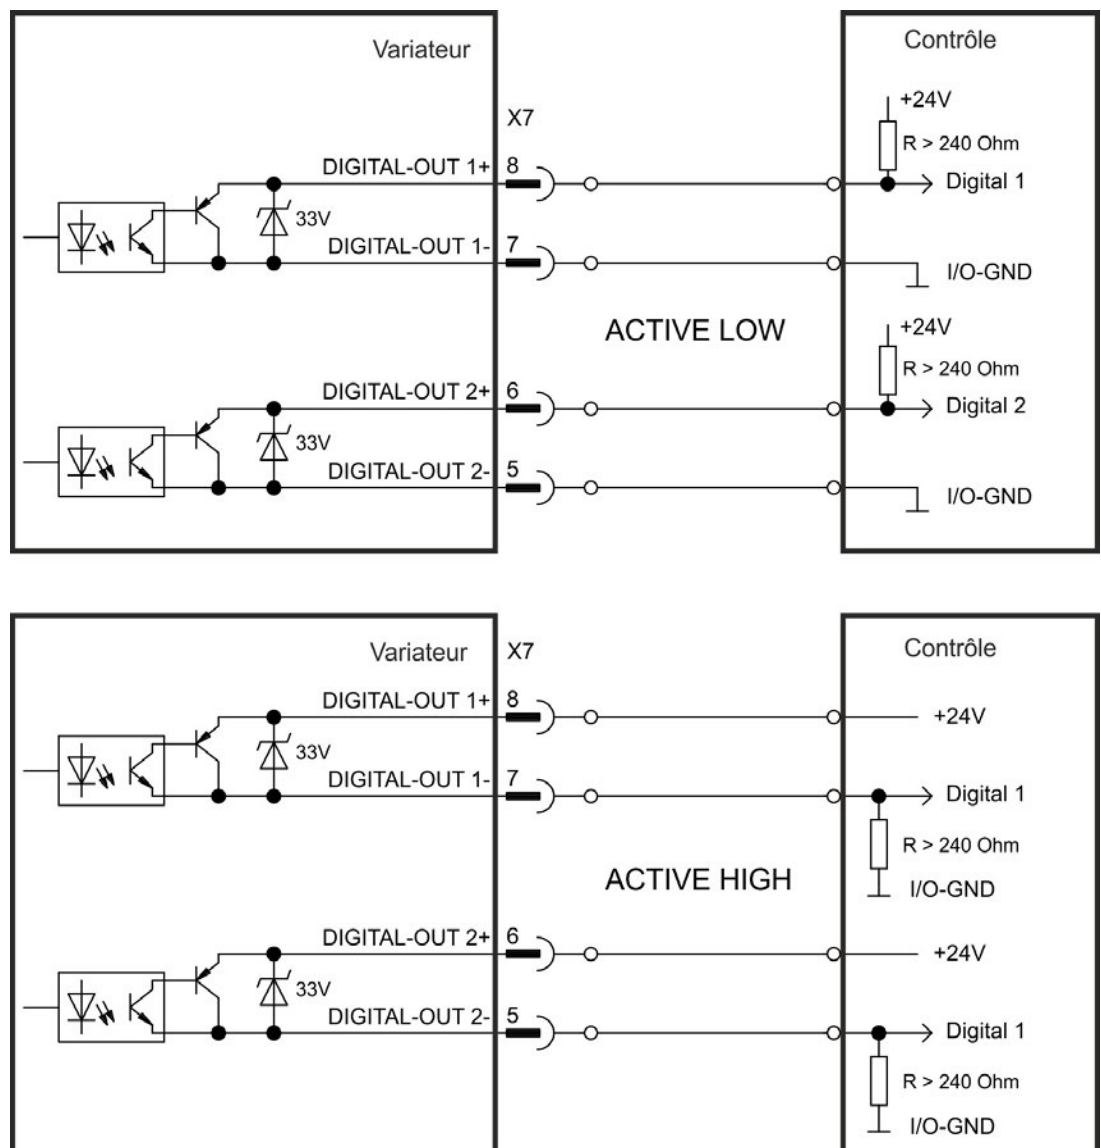 Variateur
Contrôle
+24V
X7
R > 240 Ohm
DIGITAL-OUT 1+
8
Digital 1
33V
DIGITAL-OUT 1-
7
I/O-GND
ACTIVE LOW
+24V
R > 240 Ohm
DIGITAL-OUT 2+
6
Digital 2
33V
DIGITAL-OUT 2-
5
I/O-GND
Variateur
X7
Contrôle
DIGITAL-OUT 1+
8
+24V
33V
DIGITAL-OUT 1-
7
Digital 1
R > 240 Ohm
ACTIVE HIGH
I/O-GND
DIGITAL-OUT 2+
6
+24V
33V
DIGITAL-OUT 2-
5
Digital 1
R > 240 Ohm
I/O-GND